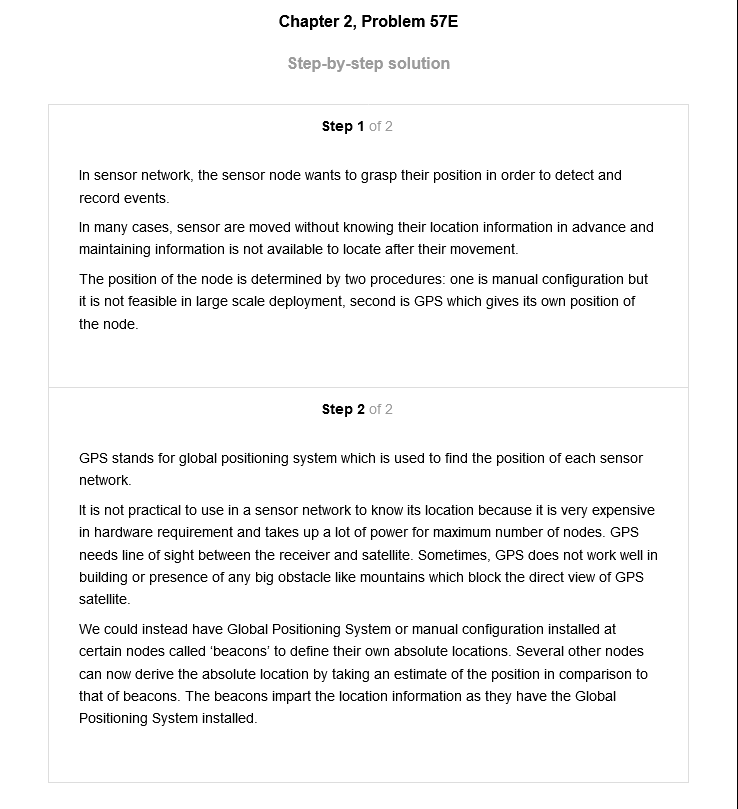 Chapter 2, Problem 57E
Step-by-step solution
Step 1 of 2
In sensor network, the sensor node wants to grasp their position in order to detect and
record events.
In many cases, sensor are moved without knowing their location information in advance and
maintaining information is not available to locate after their movement.
The position of the node is determined by two procedures: one is manual configuration but
it is not feasible in large scale deployment, second is GPS which gives its own position of
the node.
Step 2 of 2
GPS stands for global positioning system which is used to find the position of each sensor
network.
It is not practical to use in a sensor network to know its location because it is very expensive
in hardware requirement and takes up a lot of power for maximum number of nodes. GPS
needs line of sight between the receiver and satellite. Sometimes, GPS does not work well in
building or presence of any big obstacle like mountains which block the direct view of GPS
satellite.
We could instead have Global Positioning System or manual configuration installed at
certain nodes called ‘beacons’ to define their own absolute locations. Several other nodes
can now derive the absolute location by taking an estimate of the position in comparison to
that of beacons. The beacons impart the location information as they have the Global
Positioning System installed.